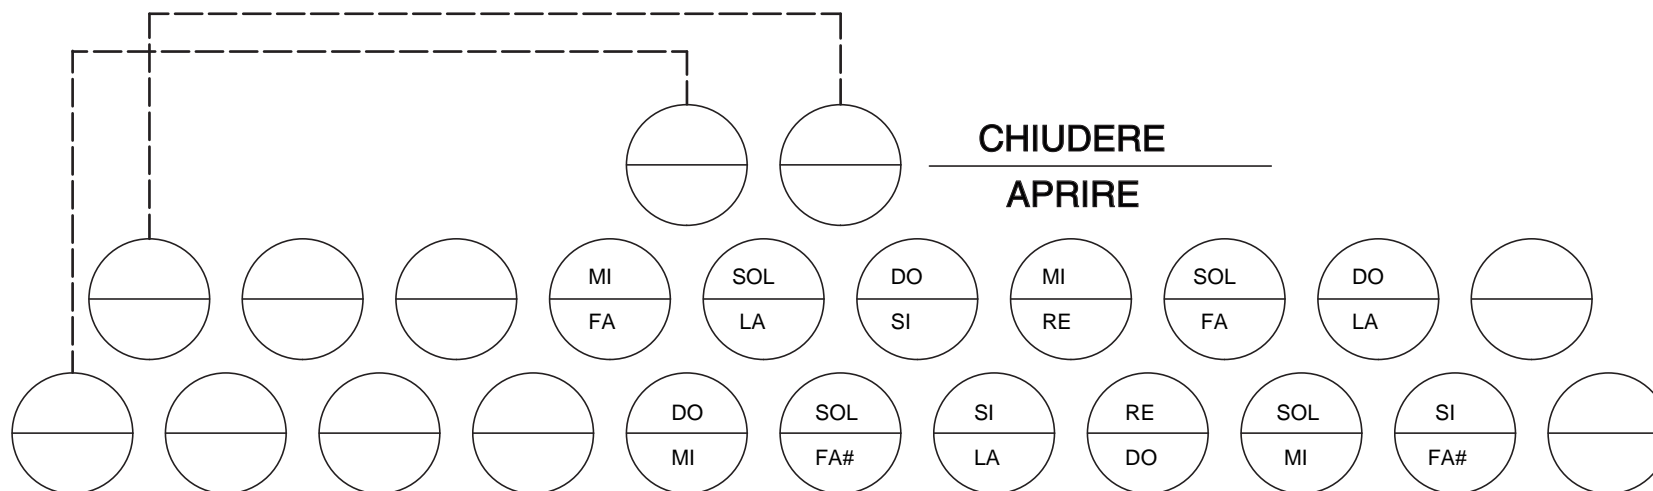 CHIUDERE
APRIRE
MI SOL DO MI SOL DO
FA LA SI RE FA LA
DO SOL SI RE SOL SI
MI FA# LA DO MI FA#